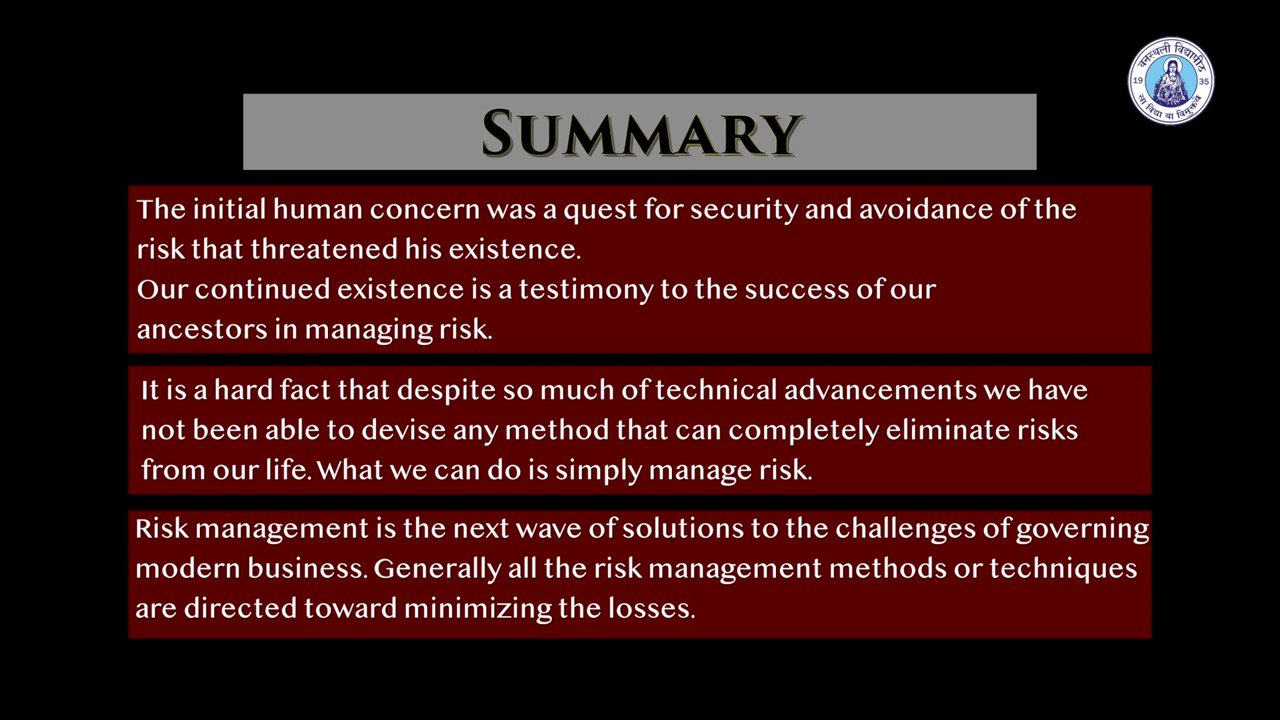 वनस्थली विद्यापीठ
19 35
सा विद्या या विमुक्तये
SUMMARY
The initial human concern was a quest for security and avoidance of the
risk that threatened his existence.
Our continued existence is a testimony to the success of our
ancestors in managing risk.
It is a hard fact that despite so much of technical advancements we have
not been able to devise any method that can completely eliminate risks
from our life. What we can do is simply manage risk.
Risk management is the next wave of solutions to the challenges of governing
modern business. Generally all the risk management methods or techniques
are directed toward minimizing the losses.